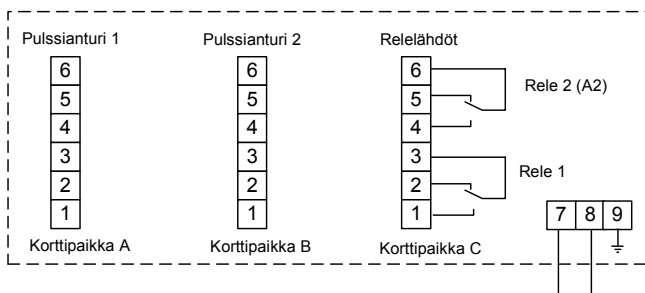 Pulssianturi 1
6
5
4
3
2
1
Korttipaikka A
Pulssianturi 2
6
5
4
3
2
1
Korttipaikka B
Relelähdöt
6
5
4
3
2
1
Korttipaikka C
Rele 2 (A2)
Rele 1
7 8 9